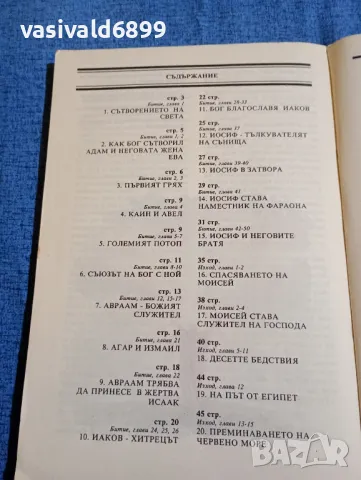 vasivald6899
СЪДЪРЖАНИЕ
стр. 3
Битие, глава 1
1. СЪТВОРЕНИЕТО НА
СВЕТА
стр. 5
Битие, глави 1, 2
2. КАК БОГ СЪТВОРИЛ
АДАМ И НЕГОВАТА ЖЕНА
ЕВА
стр. 6
Битие, глави 2, 3
3. ПЪРВИЯТ ГРЯХ
стр. 9
Битие, глава 4
4. КАИН И АВЕЛ
стр. 9
Битие, глави 5-7
5. ГОЛЕМИЯТ ПОТОП
стр. 11
Битие, глави 8-10
6. СЪЮЗЪТ НА БОГ С НОЙ
стр. 13
Битие, глави 12, 15-17
7. АВРААМ - БОЖИЯТ
СЛУЖИТЕЛ
стр. 16
Битие, глави 21
8. АГАР И ИЗМАИЛ
стр. 18
Битие, глава 22
9. АВРААМ ТРЯБВА
ДА ПРИНЕСЕ В ЖЕРТВА
ИСААК
стр. 20
Битие, глави 24, 25, 26
10. ИАКОВ - ХИТРЕЦЪТ
22 стр.
Битие, глави 28-33
11. БОГ БЛАГОСЛАВЯ ИАКОВ
25 стр.
Битие, глава 37
12. ИОСИФ - ТЪЛКУВАТЕЛЯТ
НА СЪНИЩА
27 стр.
Битие, глави 39-40
13. ИОСИФ В ЗАТВОРА
29 стр.
Битие, глави 41
14. ИОСИФ СТАВА
НАМЕСТНИК НА ФАРАОНА
31 стр.
Битие, глави 42-50
15. ИОСИФ И НЕГОВИТЕ
БРАТЯ
35 стр.
Изход, глави 1-2
16. СПАСЯВАНЕТО НА
МОИСЕЙ
38 стр.
Изход, глави 2-4
17. МОИСЕЙ СТАВА
СЛУЖИТЕЛ НА ГОСПОДА
40 стр.
Изход, глави 5-11
18. ДЕСЕТТЕ БЕДСТВИЯ
44 стр.
Изход, глава 12
19. НА ПЪТ ОТ ЕГИПЕТ
45 стр.
Изход, глави 13-15
20. ПРЕМИНАВАНЕТО НА
ЧЕРВЕНО МОРЕ
bazar